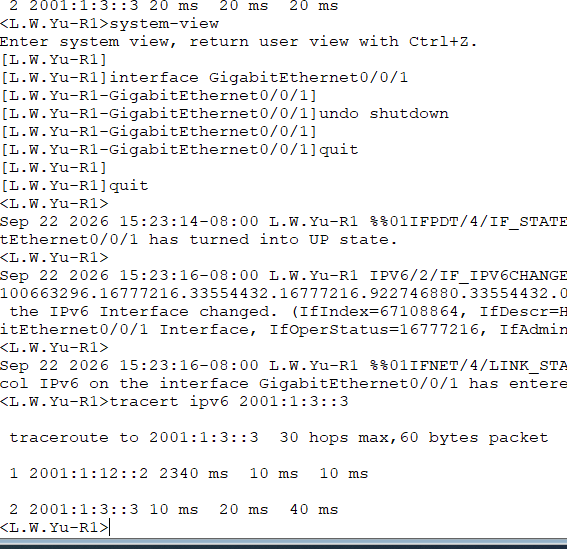 2 2001:1:3::3 20 ms  20 ms  20 ms
<L.W.Yu-R1>system-view
Enter system view, return user view with Ctrl+Z.
[L.W.Yu-R1]
[L.W.Yu-R1]interface GigabitEthernet0/0/1
[L.W.Yu-R1-GigabitEthernet0/0/1]
[L.W.Yu-R1-GigabitEthernet0/0/1]undo shutdown
[L.W.Yu-R1-GigabitEthernet0/0/1]
[L.W.Yu-R1-GigabitEthernet0/0/1]quit
[L.W.Yu-R1]
[L.W.Yu-R1]quit
<L.W.Yu-R1>
Sep 22 2026 15:23:14-08:00 L.W.Yu-R1 %%01IFPDT/4/IF_STATE
tEthernet0/0/1 has turned into UP state.
<L.W.Yu-R1>
Sep 22 2026 15:23:16-08:00 L.W.Yu-R1 IPV6/2/IF_IPV6CHANGE
100663296.16777216.33554432.16777216.922746880.33554432.0
the IPv6 Interface changed. (IfIndex=67108864, IfDescr=H
itEthernet0/0/1 Interface, IfOperStatus=16777216, IfAdmin
<L.W.Yu-R1>
Sep 22 2026 15:23:16-08:00 L.W.Yu-R1 %%01IFNET/4/LINK_STA
col IPv6 on the interface GigabitEthernet0/0/1 has entere
<L.W.Yu-R1>tracert ipv6 2001:1:3::3
traceroute to 2001:1:3::3  30 hops max,60 bytes packet
1 2001:1:12::2 2340 ms  10 ms  10 ms
2 2001:1:3::3 10 ms  20 ms  40 ms
<L.W.Yu-R1>